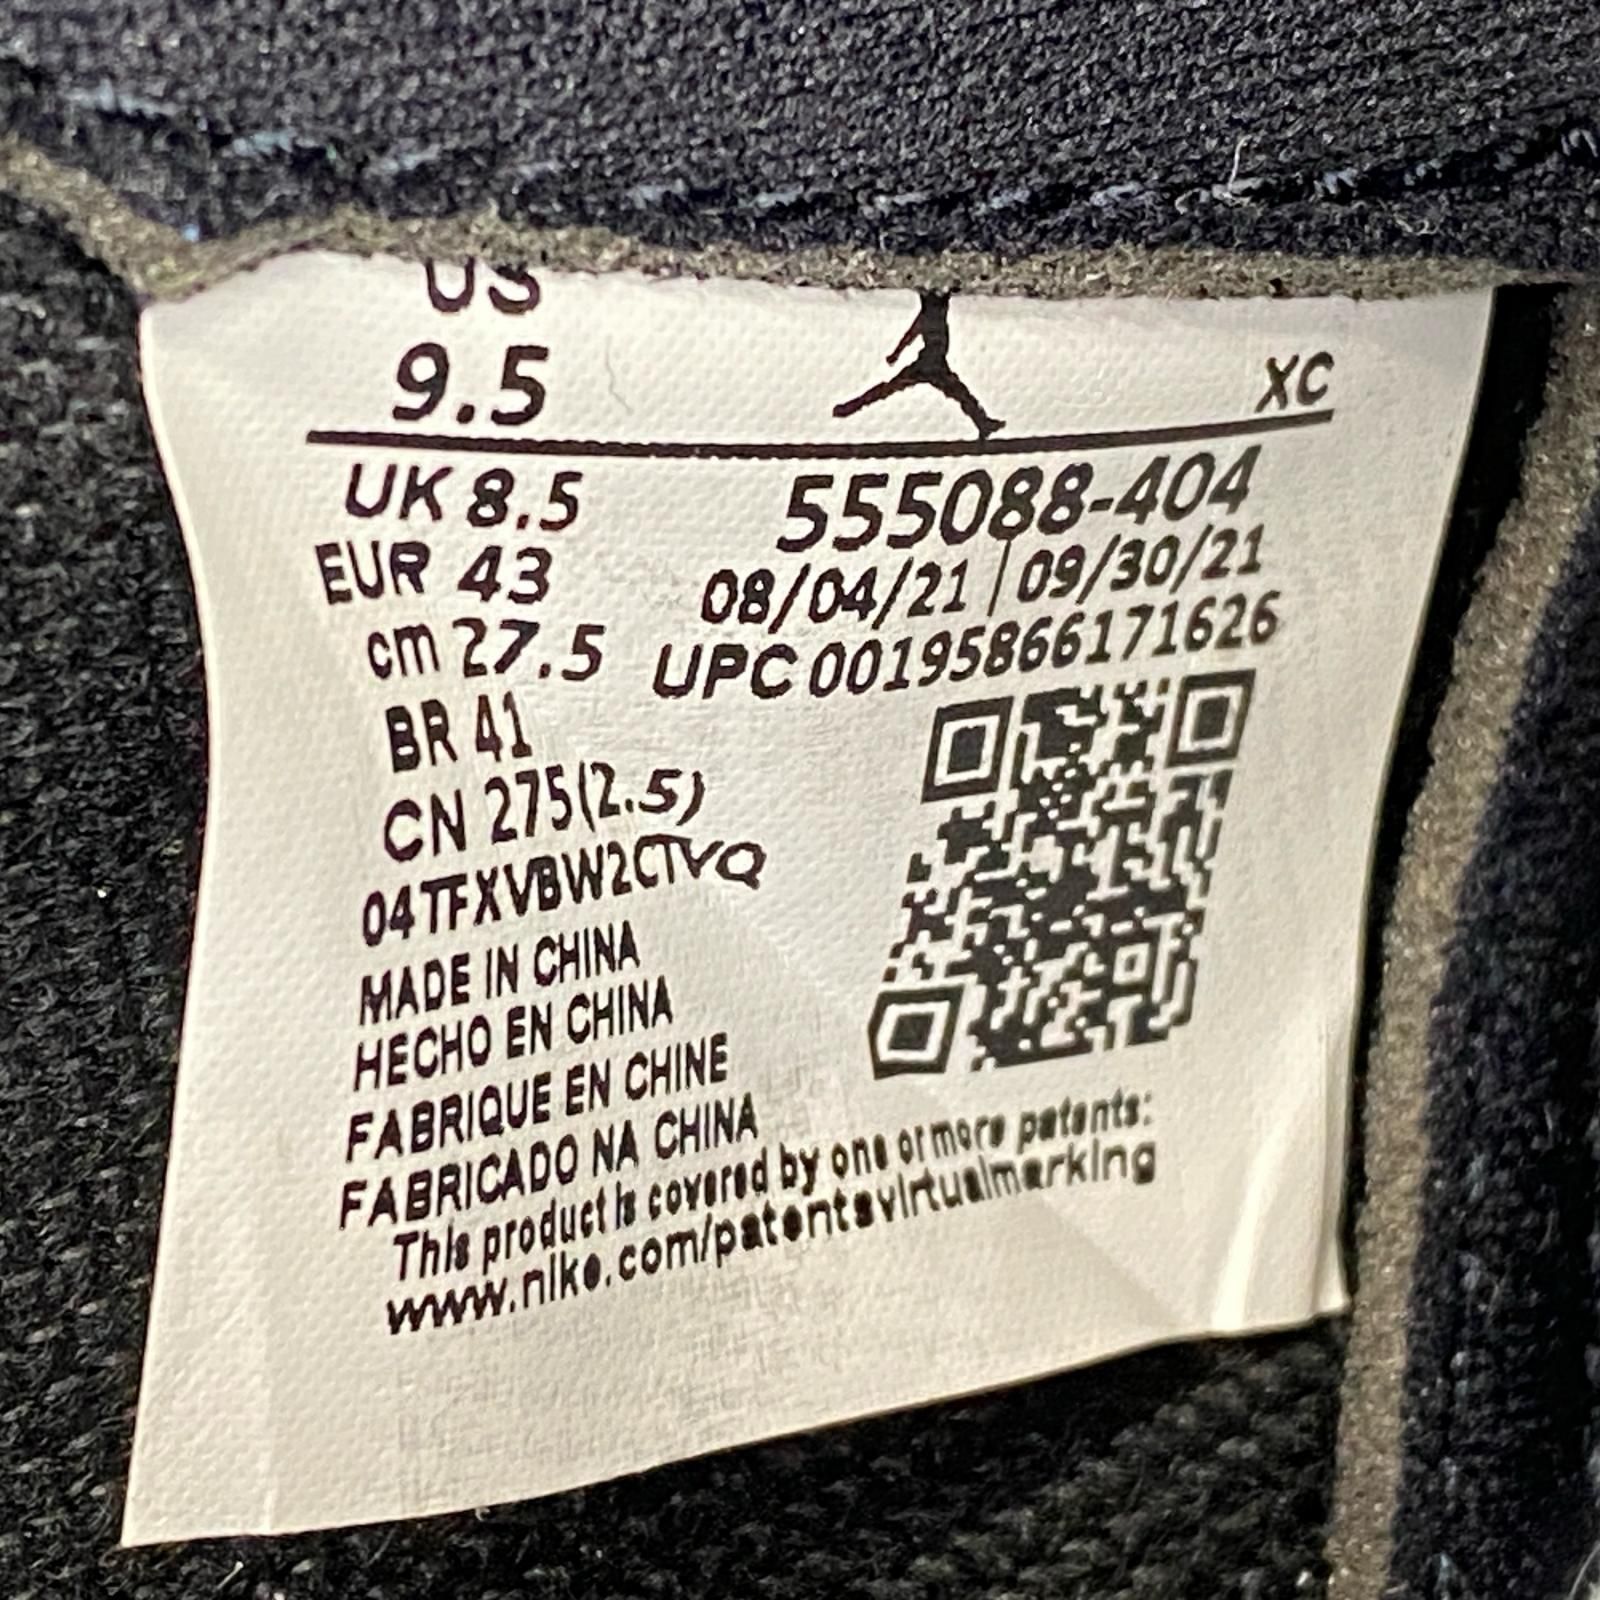 US
9.5
XC
UK 8.5
555088-404
EUR 43
08/04/21 | 09/30/21
cm 27.5
UPC 00195866171626
BR 41
CN 275(2.5)
04TFXVBW2CTVQ
MADE IN CHINA
HECHO EN CHINA
FABRIQUE EN CHINE
FABRICADO NA CHINA
This product is covered by one or more patents:
www.nike.com/patentsvirtualmarking